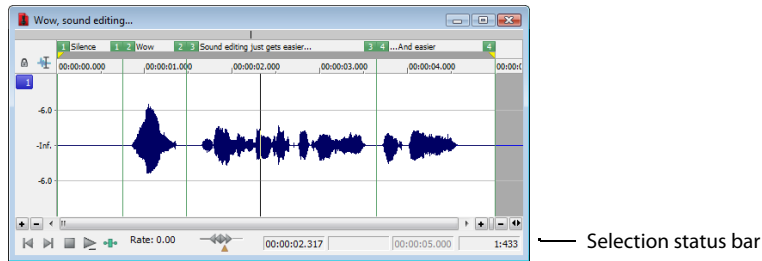 Wow, sound editing...
1 Silence 1 2 Wow 2 3 Sound editing just gets easier... 3 4 ...And easier 4
00:00:00.000 ,00:00:01.000 ,00:00:02.000 ,00:00:03.000 ,00:00:04.000 00:00:0
1
-6.0
-Inf.
-6.0
Rate: 0.00 00:00:02.317 00:00:05.000 1:433
Selection status bar